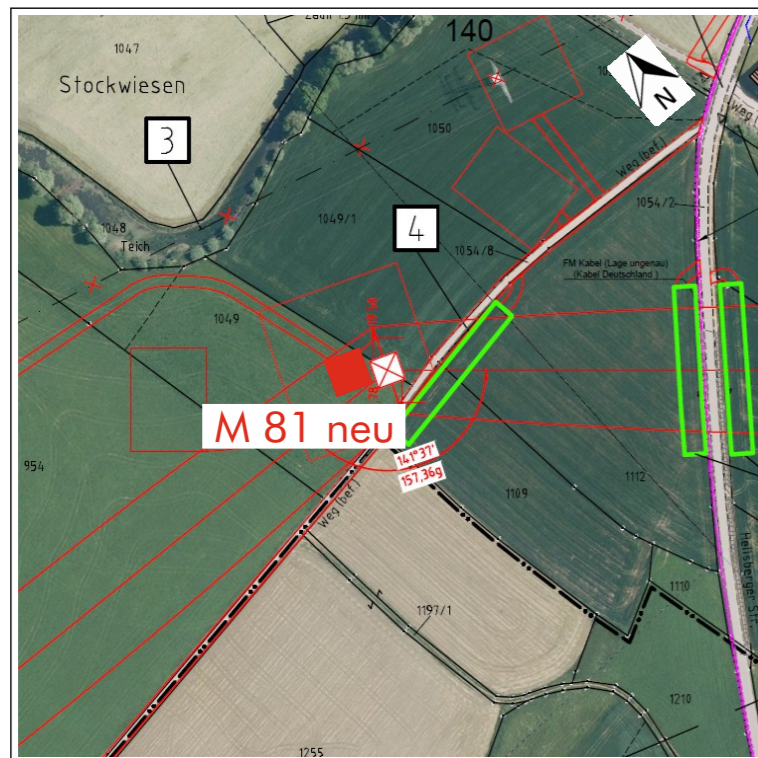 1047
140
Stockwiesen
3
1050
Weg (bef.)
1049/1
1054/2
1048
Teich
4
1054/8
FM Kabel (Lage ungenau)
(Kabel Deutschland )
1049
M 81 neu
141°37'
157,36g
954
Weg (bef.)
1109
1112
1110
Heilsberger Str.
1197/1
1210
1255
N